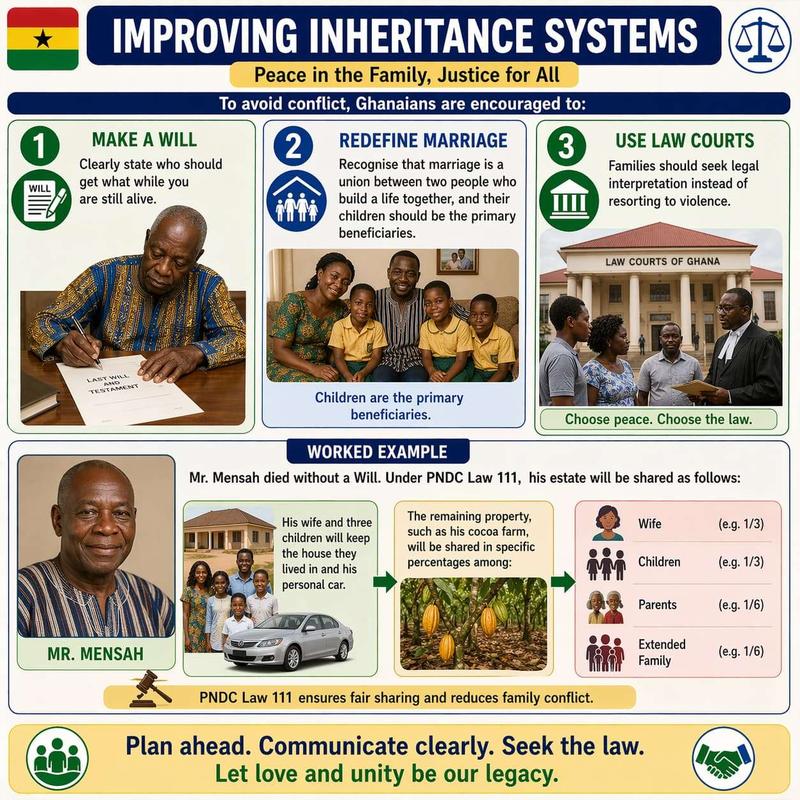 IMPROVING INHERITANCE SYSTEMS
Peace in the Family, Justice for All
To avoid conflict, Ghanaians are encouraged to:
1
MAKE A WILL
Clearly state who should
get what while you
are still alive.
WILL
LAST WILL
AND
TESTAMENT
2
REDEFINE MARRIAGE
Recognise that marriage is a
union between two people who
build a life together, and their
children should be the primary
beneficiaries.
Children are the primary
beneficiaries.
3
USE LAW COURTS
Families should seek legal
interpretation instead of
resorting to violence.
LAW COURTS OF GHANA
Choose peace. Choose the law.
WORKED EXAMPLE
Mr. Mensah died without a Will. Under PNDC Law 111, his estate will be shared as follows:
MR. MENSAH
His wife and three
children will keep
the house they
lived in and his
personal car.
The remaining property,
such as his cocoa farm,
will be shared in specific
percentages among:
Wife (e.g. 1/3)
Children (e.g. 1/3)
Parents (e.g. 1/6)
Extended
Family (e.g. 1/6)
PNDC Law 111 ensures fair sharing and reduces family conflict.
Plan ahead. Communicate clearly. Seek the law.
Let love and unity be our legacy.